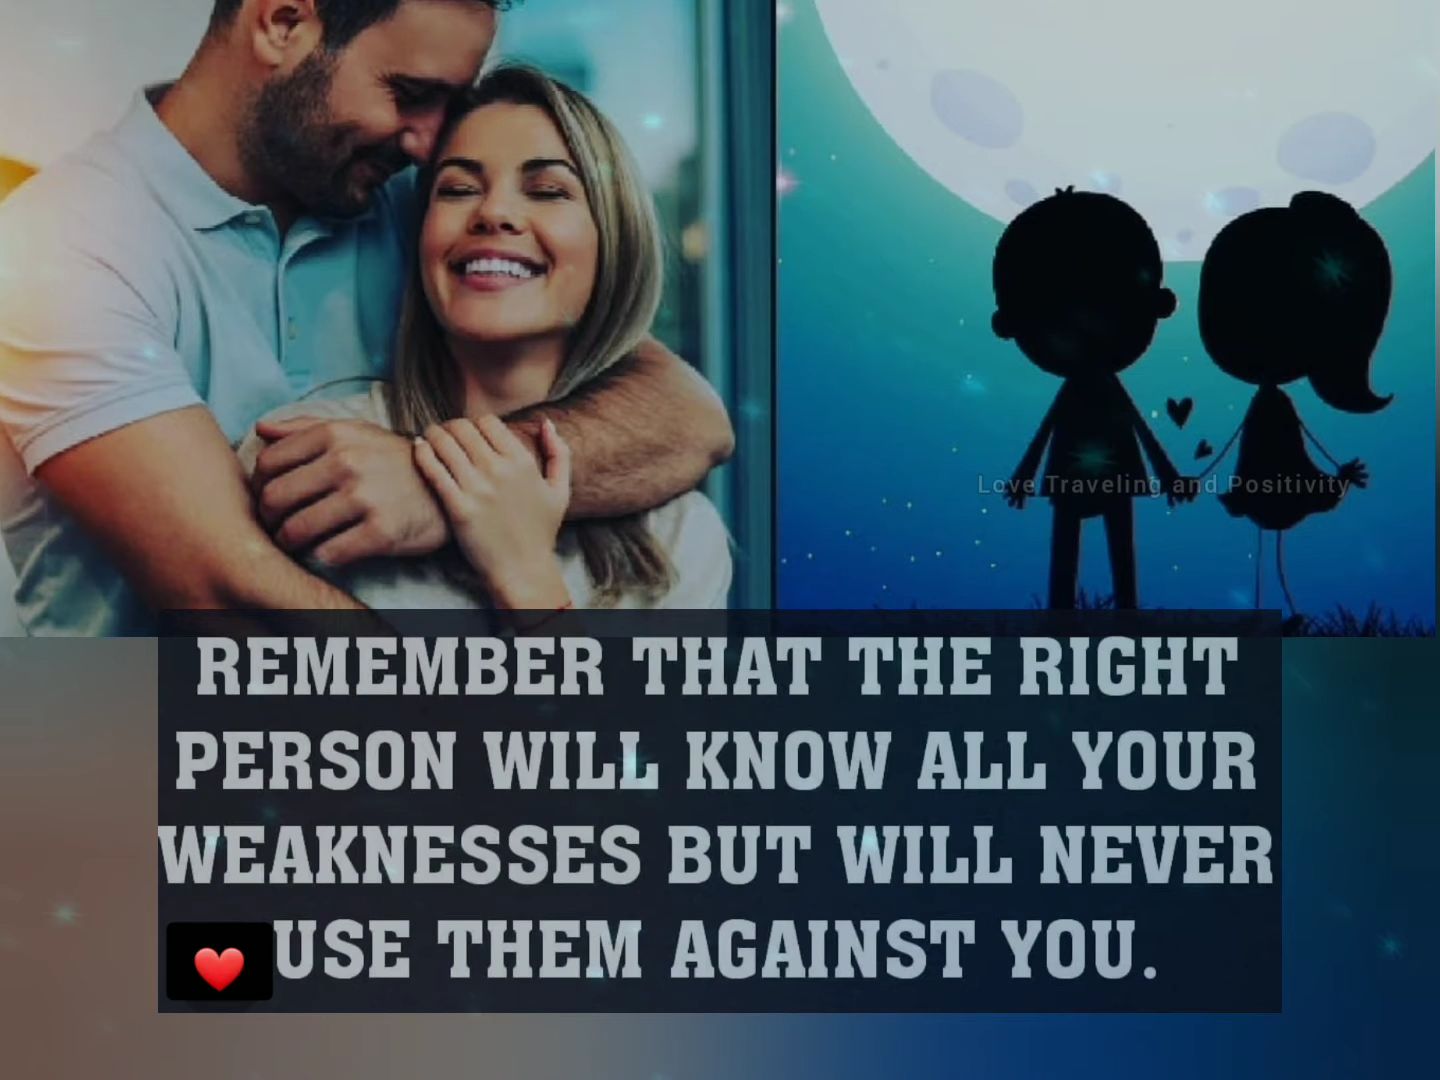 Love Traveling and Positivity
REMEMBER THAT THE RIGHT
PERSON WILL KNOW ALL YOUR
WEAKNESSES BUT WILL NEVER
❤️ USE THEM AGAINST YOU.